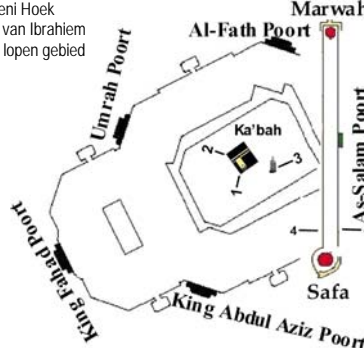 eni Hoek
van Ibrahiem
lopen gebied
Marwah
Al-Fath Poort
Umrah Poort
Ka'bah
2
3
1
As-Salam Poort
4
King Fahad Poort
Safa
King Abdul Aziz Poort